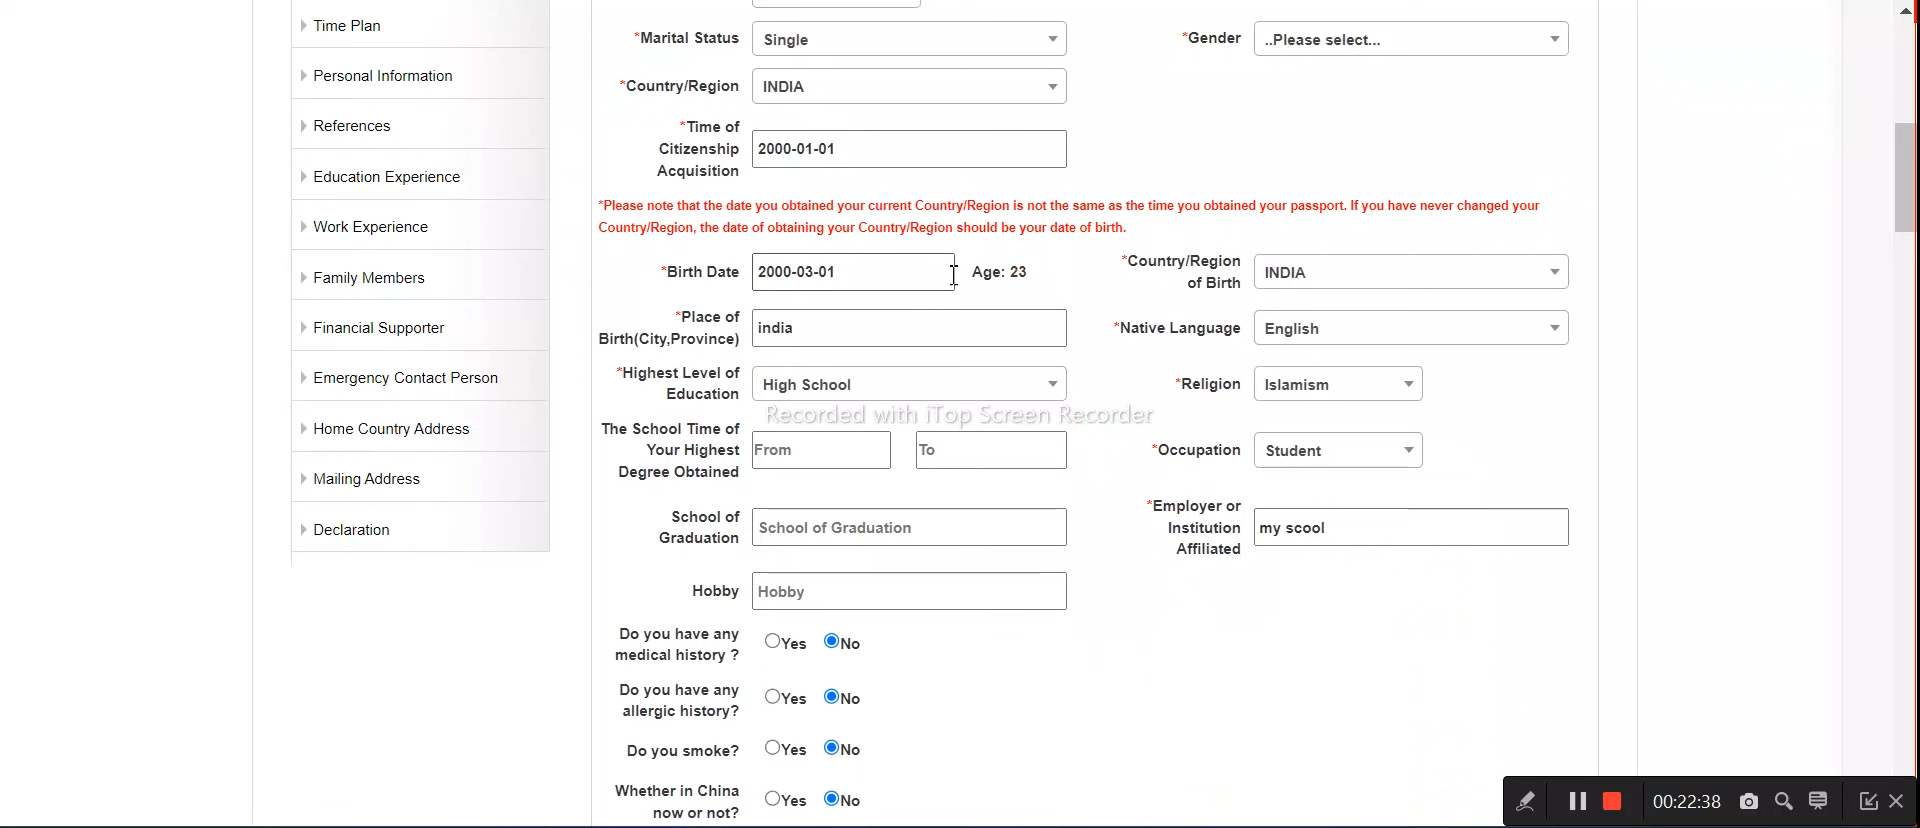 Time Plan
Personal Information
References
Education Experience
Work Experience
Family Members
Financial Supporter
Emergency Contact Person
Home Country Address
Mailing Address
Declaration
*Marital Status Single *Gender ..Please select...
*Country/Region INDIA
*Time of
Citizenship 2000-01-01
Acquisition
*Please note that the date you obtained your current Country/Region is not the same as the time you obtained your passport. If you have never changed your
Country/Region, the date of obtaining your Country/Region should be your date of birth.
*Birth Date 2000-03-01 Age: 23 *Country/Region
of Birth INDIA
*Place of
Birth(City,Province) india *Native Language English
*Highest Level of
Education High School *Religion Islamism
Recorded with iTop Screen Recorder
The School Time of
Your Highest From To *Occupation Student
Degree Obtained
School of
Graduation School of Graduation
*Employer or
Institution my scool
Affiliated
Hobby Hobby
Do you have any
medical history ? Yes No
Do you have any
allergic history? Yes No
Do you smoke? Yes No
Whether in China
now or not? Yes No
00:22:38